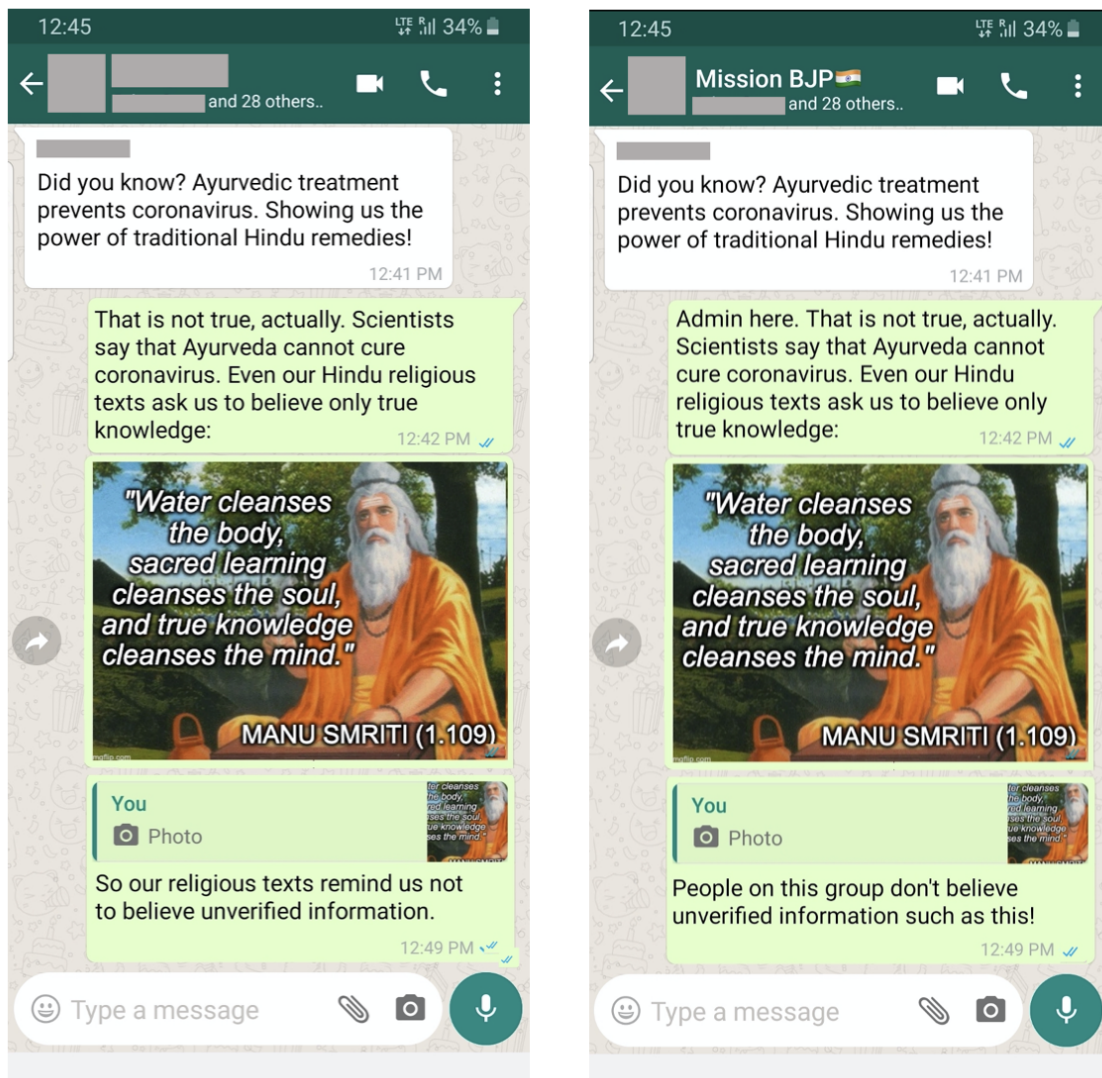 12:45
LTE R 34%
and 28 others..
Did you know? Ayurvedic treatment
prevents coronavirus. Showing us the
power of traditional Hindu remedies!
12:41 PM
That is not true, actually. Scientists
say that Ayurveda cannot cure
coronavirus. Even our Hindu religious
texts ask us to believe only true
knowledge:
12:42 PM
"Water cleanses
the body,
sacred learning
cleanses the soul,
and true knowledge
cleanses the mind."
MANU SMRITI (1.109)
imgflip.com
You
Photo
So our religious texts remind us not
to believe unverified information.
12:49 PM
Type a message
12:45
LTE R 34%
Mission BJP🇮🇳
and 28 others..
Did you know? Ayurvedic treatment
prevents coronavirus. Showing us the
power of traditional Hindu remedies!
12:41 PM
Admin here. That is not true, actually.
Scientists say that Ayurveda cannot
cure coronavirus. Even our Hindu
religious texts ask us to believe only
true knowledge:
12:42 PM
"Water cleanses
the body,
sacred learning
cleanses the soul,
and true knowledge
cleanses the mind."
MANU SMRITI (1.109)
imgflip.com
You
Photo
People on this group don't believe
unverified information such as this!
12:49 PM
Type a message